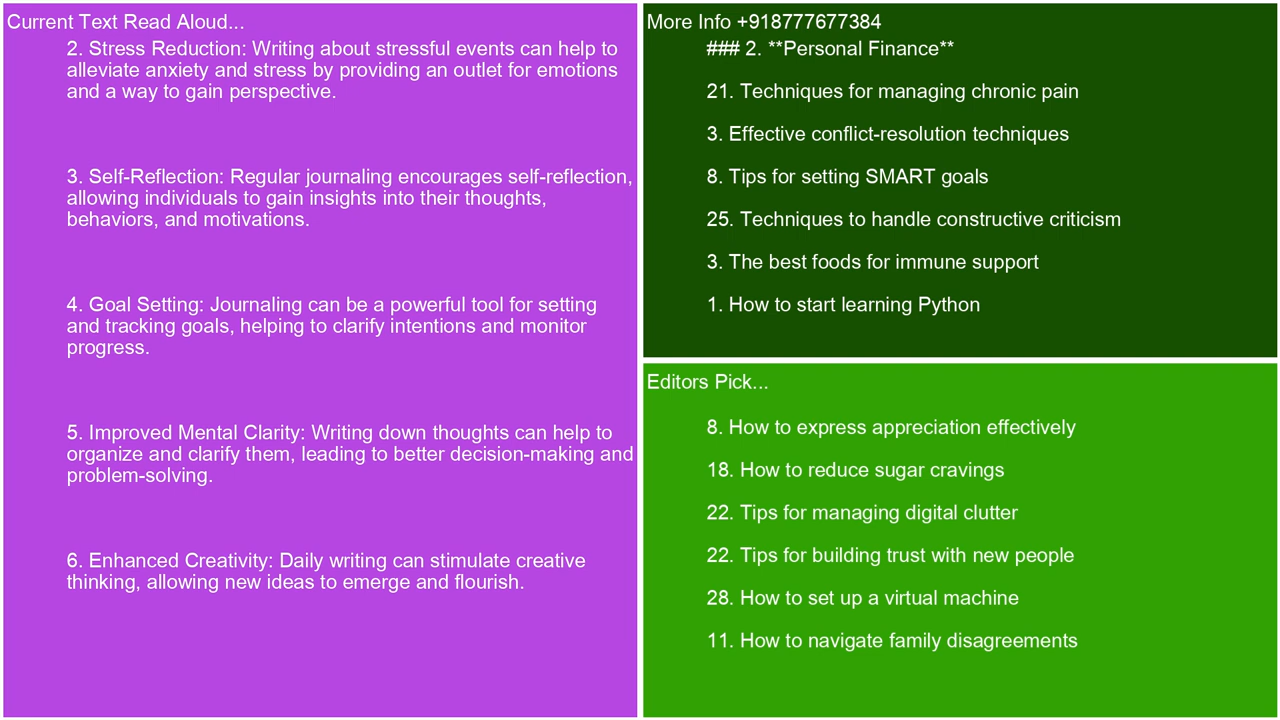 Current Text Read Aloud...
2. Stress Reduction: Writing about stressful events can help to
alleviate anxiety and stress by providing an outlet for emotions
and a way to gain perspective.
3. Self-Reflection: Regular journaling encourages self-reflection,
allowing individuals to gain insights into their thoughts,
behaviors, and motivations.
4. Goal Setting: Journaling can be a powerful tool for setting
and tracking goals, helping to clarify intentions and monitor
progress.
5. Improved Mental Clarity: Writing down thoughts can help to
organize and clarify them, leading to better decision-making and
problem-solving.
6. Enhanced Creativity: Daily writing can stimulate creative
thinking, allowing new ideas to emerge and flourish.
More Info +918777677384
### 2. **Personal Finance**
21. Techniques for managing chronic pain
3. Effective conflict-resolution techniques
8. Tips for setting SMART goals
25. Techniques to handle constructive criticism
3. The best foods for immune support
1. How to start learning Python
Editors Pick...
8. How to express appreciation effectively
18. How to reduce sugar cravings
22. Tips for managing digital clutter
22. Tips for building trust with new people
28. How to set up a virtual machine
11. How to navigate family disagreements